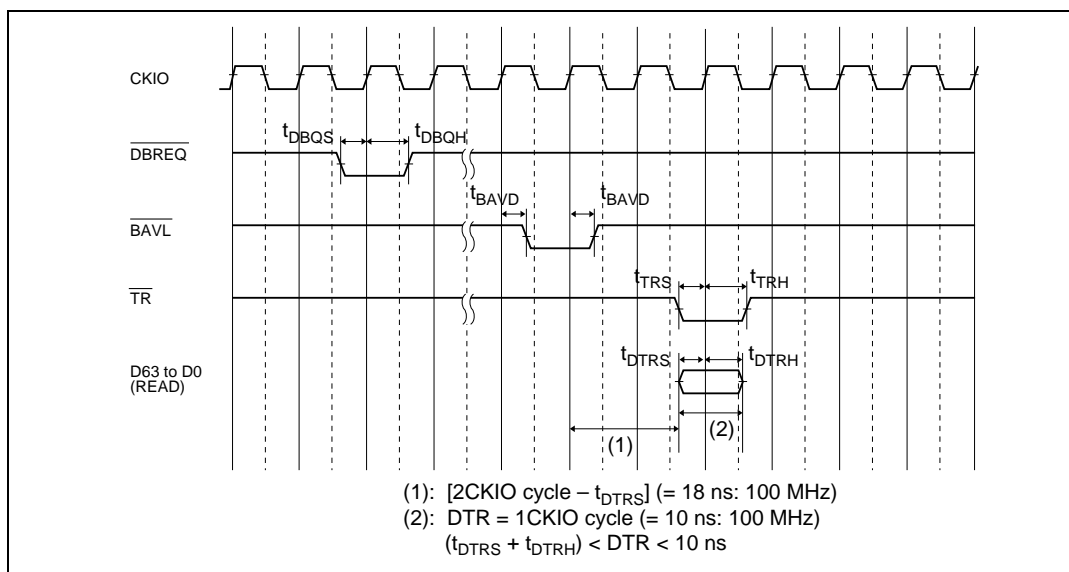 CKIO
tDBQS tDBQH
DBREQ
tBAVD tBAVD
BAVL
tTRS tTRH
TR
tDTRS tDTRH
D63 to D0
(READ)
(1) (2)
(1): [2CKIO cycle – tDTRS] (= 18 ns: 100 MHz)
(2): DTR = 1CKIO cycle (= 10 ns: 100 MHz)
(tDTRS + tDTRH) < DTR < 10 ns